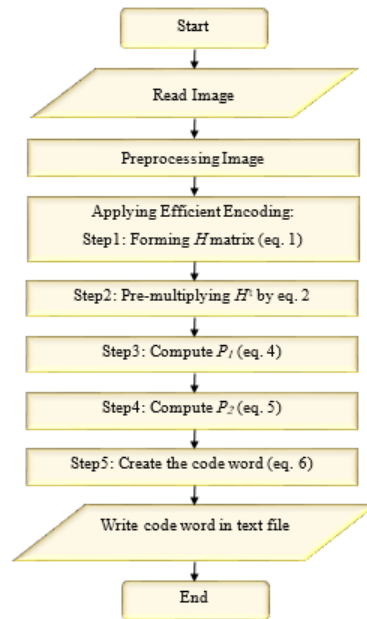 Start
Read Image
Preprocessing Image
Applying Efficient Encoding:
Step1: Forming H matrix (eq. 1)
Step2: Pre-multiplying Hᵗ by eq. 2
Step3: Compute P₁ (eq. 4)
Step4: Compute P₂ (eq. 5)
Step5: Create the code word (eq. 6)
Write code word in text file
End